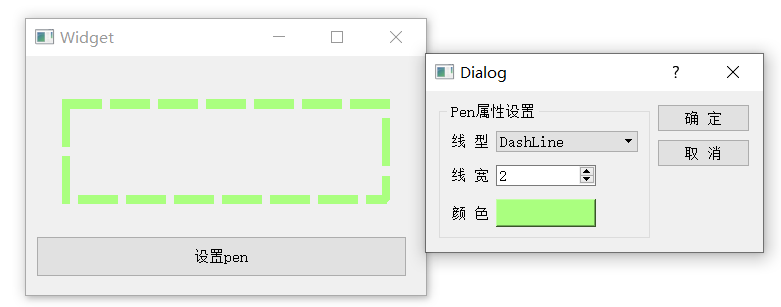 Widget
设置pen
Dialog
?
Pen属性设置
线 型 DashLine
线 宽 2
颜 色
确 定
取 消